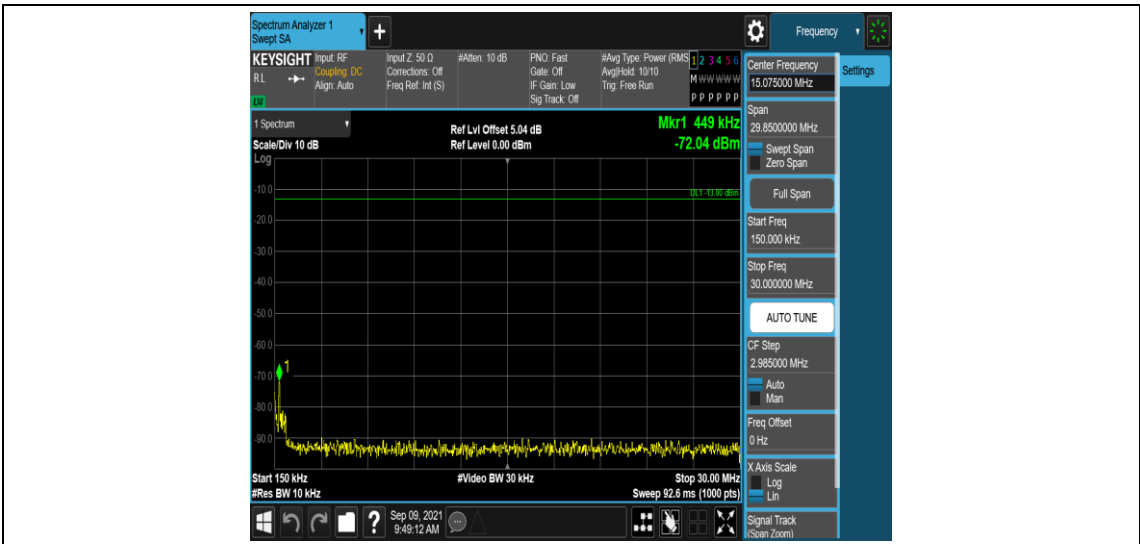 Spectrum Analyzer 1
Swept SA
+
Frequency
KEYSIGHT
RL
LXI
Input: RF
Coupling: DC
Align: Auto
Input Z: 50 Ω
Corrections: Off
Freq Ref: Int (S)
#Atten: 10 dB
PNO: Fast
Gate: Off
IF Gain: Low
Sig Track: Off
#Avg Type: Power (RMS
Avg|Hold: 10/10
Trig: Free Run
1 2 3 4 5 6
M W W W W W
P P P P P P
1 Spectrum
Scale/Div 10 dB
Log
Ref Lvl Offset 5.04 dB
Ref Level 0.00 dBm
Mkr1 449 kHz
-72.04 dBm
DL1 -13.00 dBm
-10.0
-20.0
-30.0
-40.0
-50.0
-60.0
-70.0
-80.0
-90.0
1
Start 150 kHz
#Res BW 10 kHz
#Video BW 30 kHz
Stop 30.00 MHz
Sweep 92.6 ms (1000 pts)
?
Sep 09, 2021
9:49:12 AM
Center Frequency
15.075000 MHz
Settings
Span
29.8500000 MHz
Swept Span
Zero Span
Full Span
Start Freq
150.000 kHz
Stop Freq
30.000000 MHz
AUTO TUNE
CF Step
2.985000 MHz
Auto
Man
Freq Offset
0 Hz
X Axis Scale
Log
Lin
Signal Track
(Span Zoom)